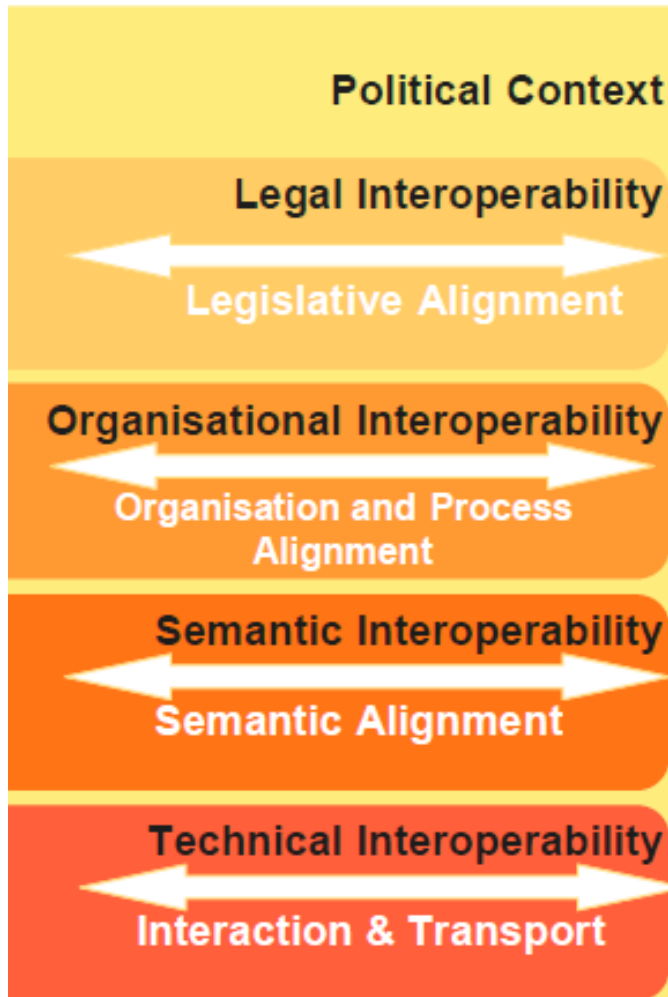 Political Context
Legal Interoperability
Legislative Alignment
Organisational Interoperability
Organisation and Process
Alignment
Semantic Interoperability
Semantic Alignment
Technical Interoperability
Interaction & Transport